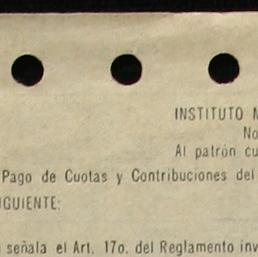 INSTITUTO
No
Al patrón cu
Pago de Cuotas y Contribuciones del
IGUIENTE:
señala el Art. 17o. del Reglamento inv